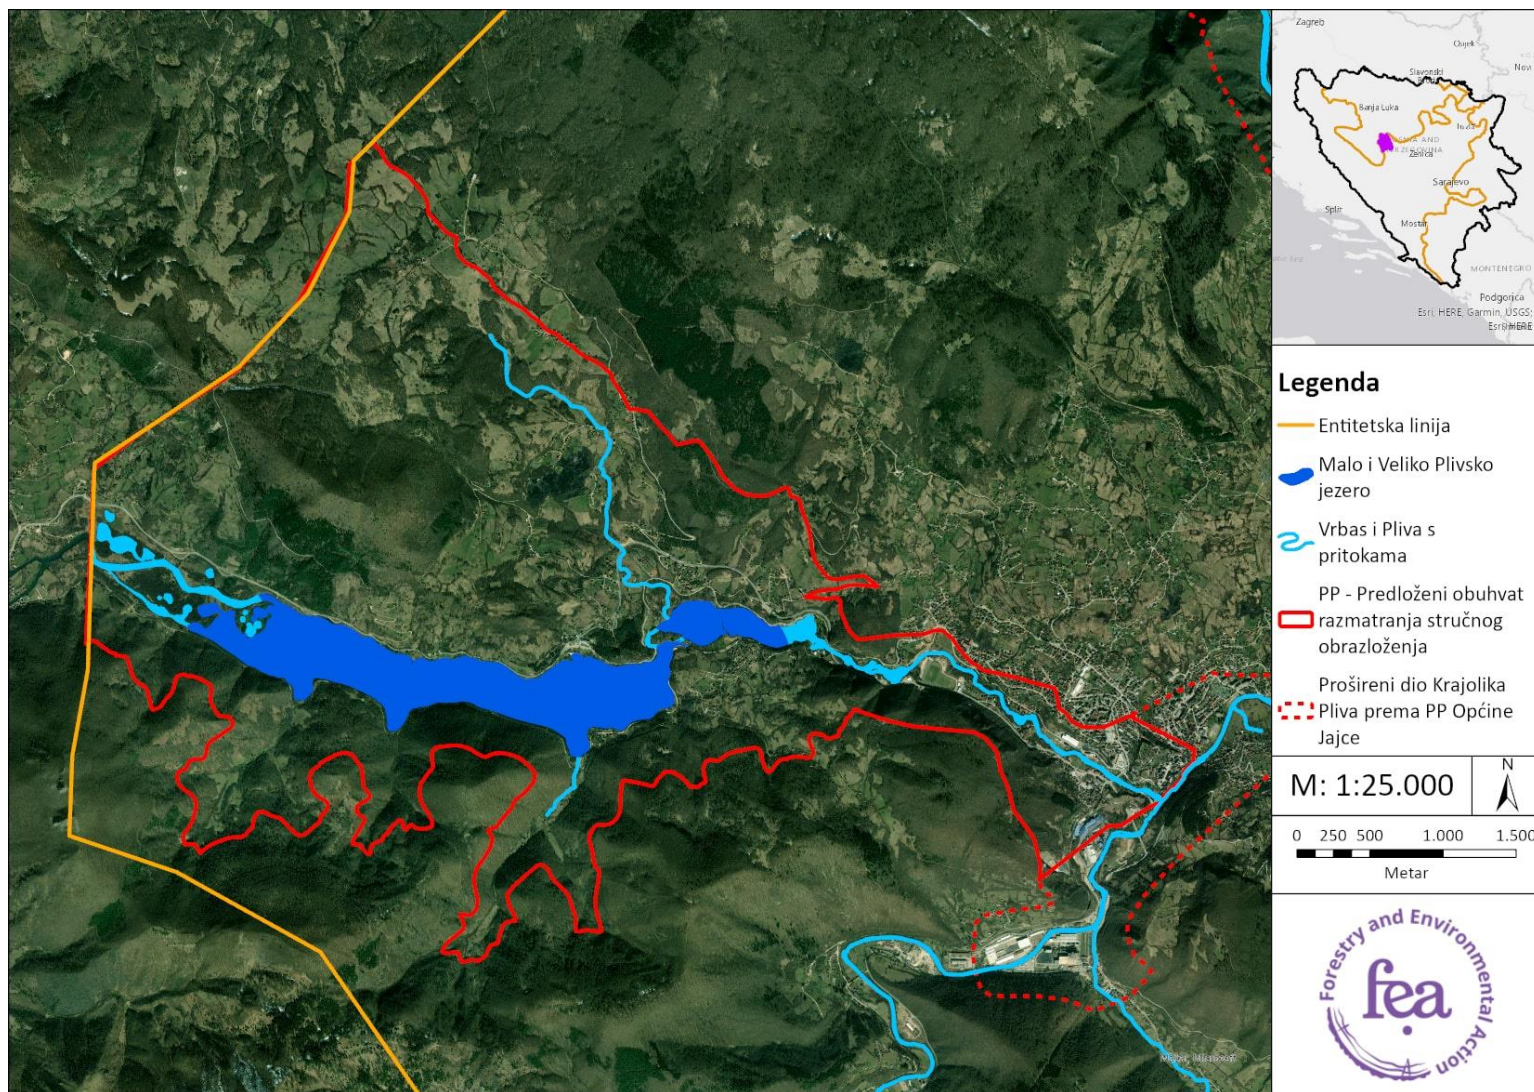 Zagreb
Slavonski
Banja Luka
Zenica
Sarajevo
Split
Mostar
MONTENEGRO
Podgorica
Esri, HERE, Garmin, USGS;
Legenda
Entitetska linija
Malo i Veliko Plivsko
jezero
Vrbas i Pliva s
pritokama
PP - Predloženi obuhvat
razmatranja stručnog
obrazloženja
Prošireni dio Krajolika
Pliva prema PP Općine
Jajce
M: 1:25.000
N
0 250 500 1.000 1.500
Metar
Forestry and Environmental Action
fea